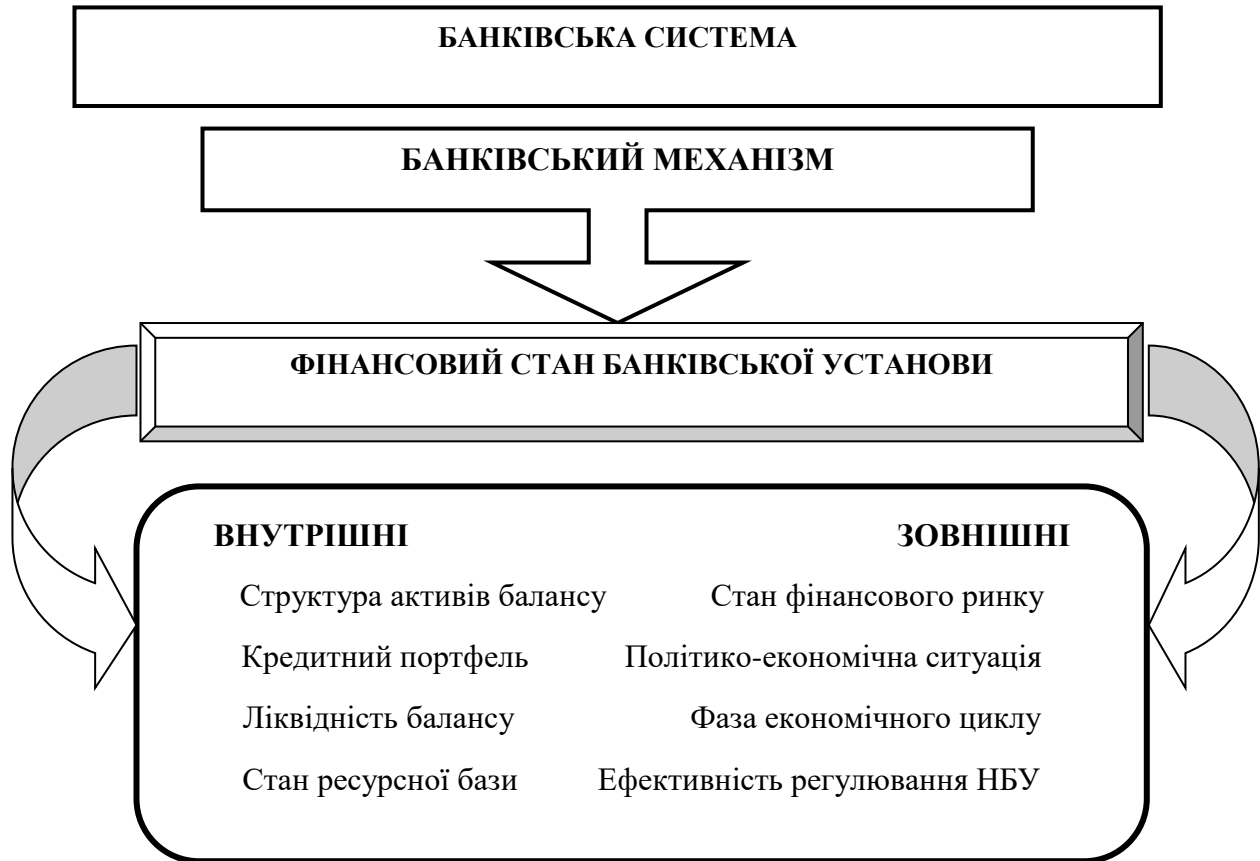 БАНКІВСЬКА СИСТЕМА
БАНКІВСЬКИЙ МЕХАНІЗМ
ФІНАНСОВИЙ СТАН БАНКІВСЬКОЇ УСТАНОВИ
ВНУТРІШНІ ЗОВНІШНІ
Структура активів балансу Стан фінансового ринку
Кредитний портфель Політико-економічна ситуація
Ліквідність балансу Фаза економічного циклу
Стан ресурсної бази Ефективність регулювання НБУ